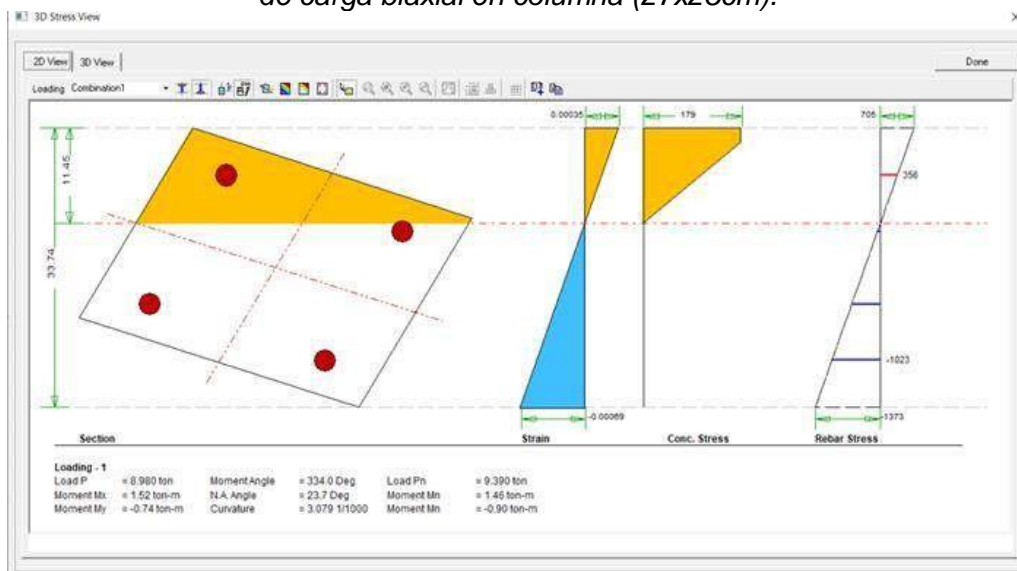 de carga biaxial en columna (27x28cm).
3D Stress View
2D View 3D View Done
Loading Combination1
0.00035 179 705
11.45
33.74
356
-1023
-0.00069 -1373
Section Strain Conc. Stress Rebar Stress
Loading - 1
Load P = 8.980 ton Moment Angle = 334.0 Deg Load Pn = 9.390 ton
Moment Mx = 1.52 ton-m N.A. Angle = 23.7 Deg Moment Mn = 1.46 ton-m
Moment My = -0.74 ton-m Curvature = 3.079 1/1000 Moment Mn = -0.90 ton-m